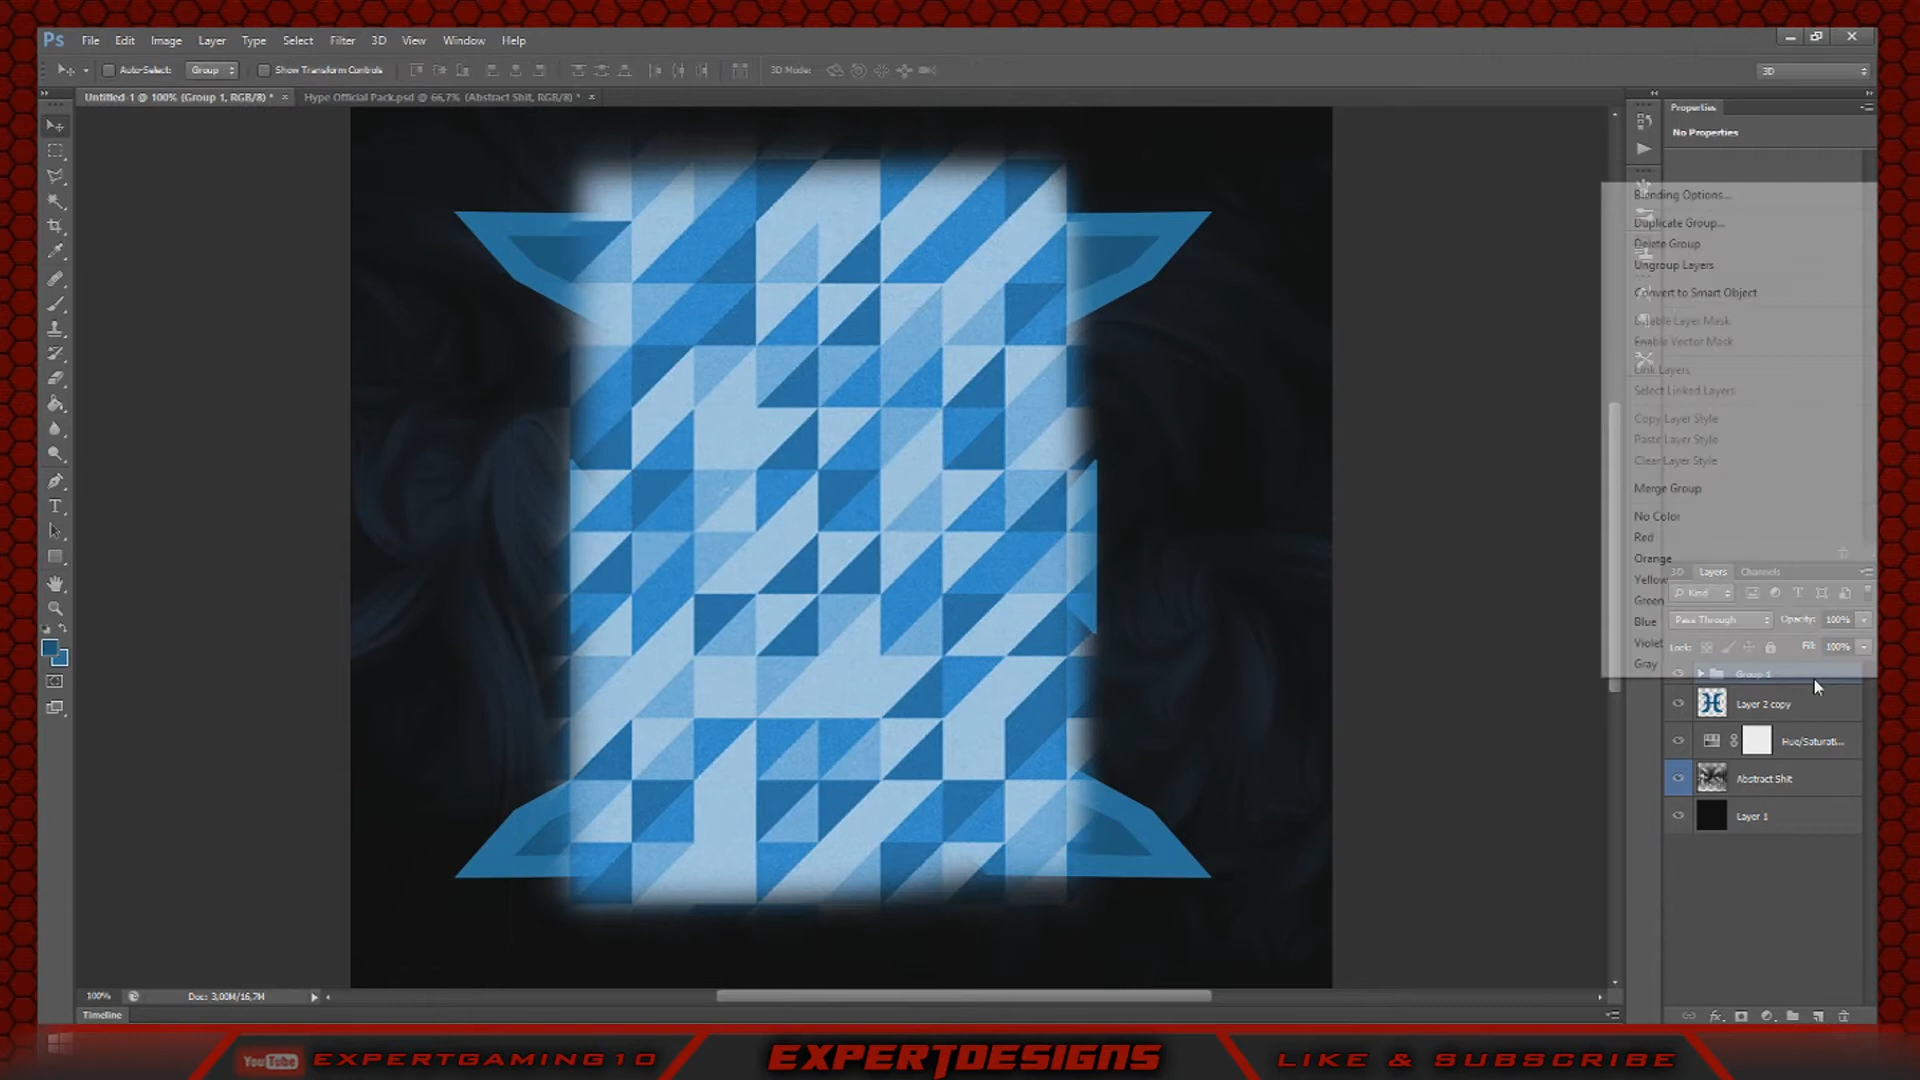 Ps File Edit Image Layer Type Select Filter 3D View Window Help
Auto-Select: Group Show Transform Controls 3D Mode: 3D
Untitled-1 @ 100% (Group 1, RGB/8) * × Hype Official Pack.psd @ 66,7% (Abstract Shit, RGB/8) * ×
Properties
No Properties
Blending Options...
Duplicate Group...
Delete Group
Ungroup Layers
Convert to Smart Object
Disable Layer Mask
Enable Vector Mask
Link Layers
Select Linked Layers
Copy Layer Style
Paste Layer Style
Clear Layer Style
Merge Group
No Color
Red
Orange
Yellow
Green
Blue
Violet
Gray
3D Layers Channels
Kind
Pass Through Opacity: 100%
Lock: Fill: 100%
Group 1
Layer 2 copy
Hue/Saturati...
Abstract Shit
Layer 1
100% Doc: 3,00M/16,7M
Timeline
YouTube EXPERTGAMING10 EXPERTDESIGNS LIKE & SUBSCRIBE